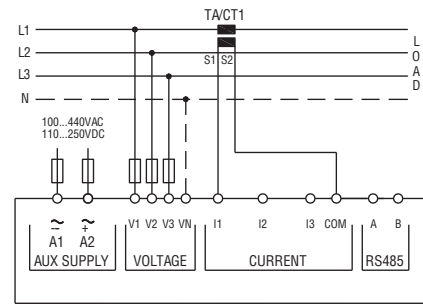 TA/CT1
L1
L2
L3
N
S1 S2
LOAD
100...440VAC
110...250VDC
V1 V2 V3 VN I1 I2 I3 COM A B
~ ~
− +
A1 A2
AUX SUPPLY VOLTAGE CURRENT RS485